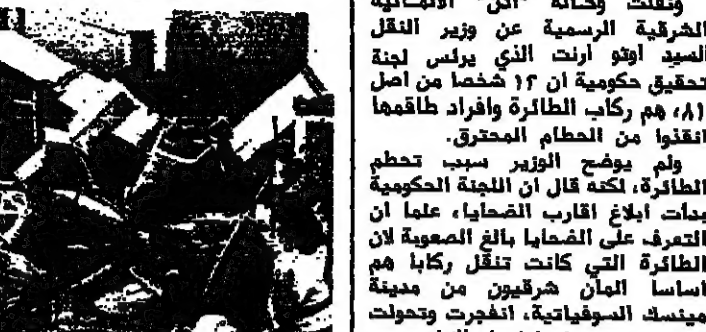 ونقلت وكالة "ا.د.ن" الالمانية
الشرقية الرسمية عن وزير النقل
السيد اوتو ارنت الذي يرئس لجنة
تحقيق حكومية ان ١٢ شخصا من اصل
٨١، هم ركاب الطائرة وافراد طاقمها
انقذوا من الحطام المحترق.
ولم يوضح الوزير سبب تحطم
الطائرة، لكنه قال ان اللجنة الحكومية
بدأت ابلاغ اقارب الضحايا، علما ان
التعرف على الضحايا بالغ الصعوبة لان
الطائرة التي كانت تنقل ركابا هم
اساسا المان شرقيون من مدينة
مينسك السوفياتية، انفجرت وتحولت